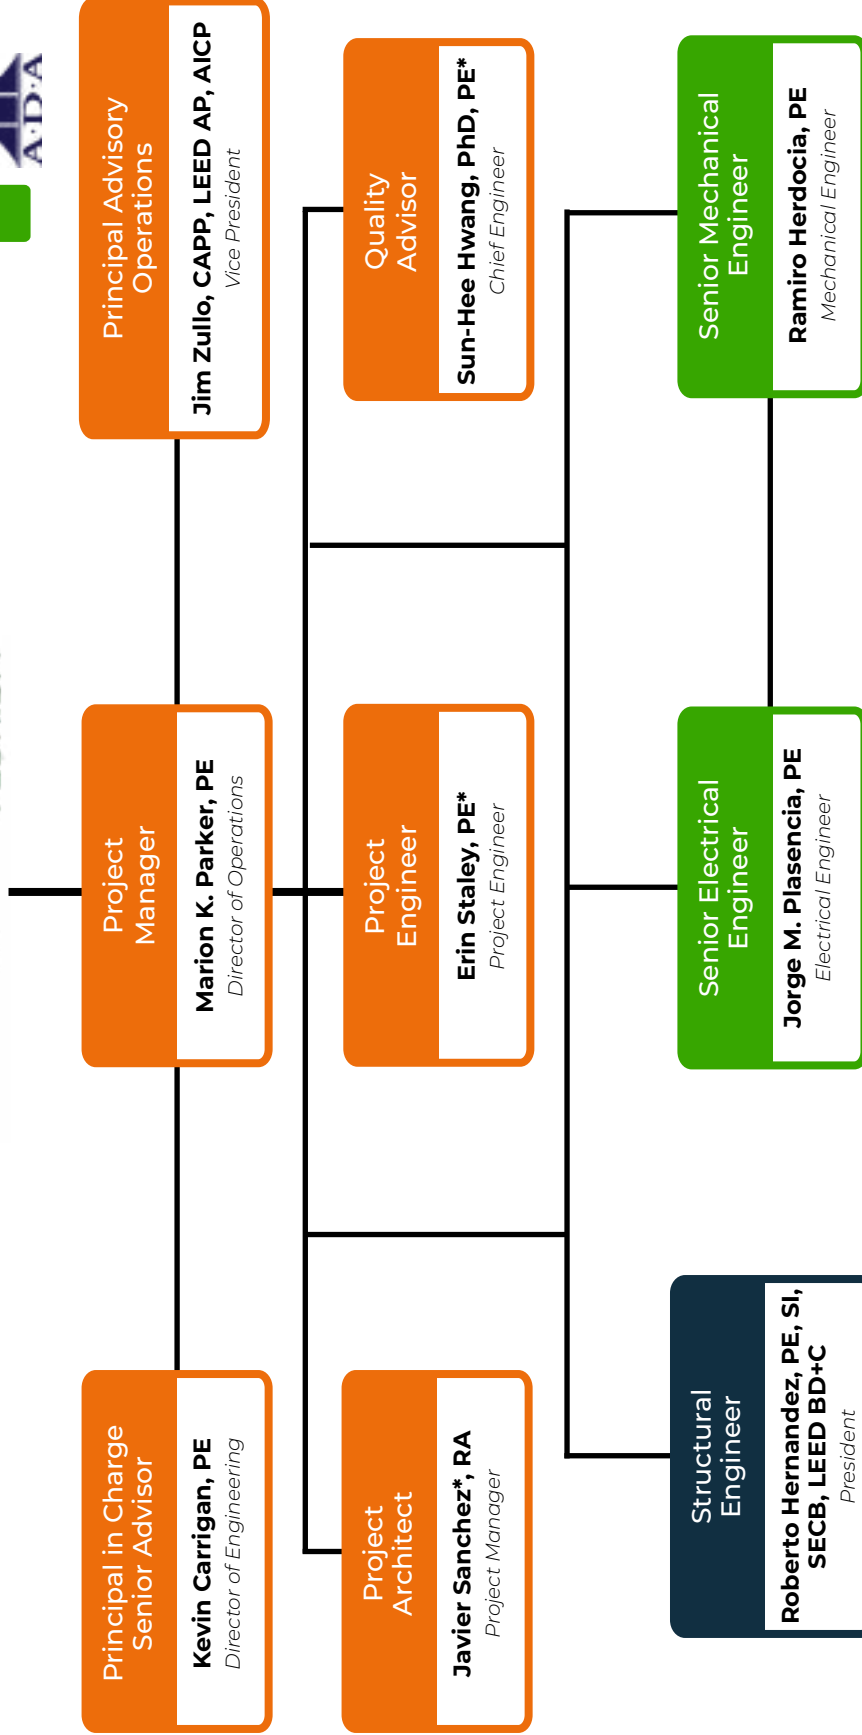 A·D·A
Principal in Charge
Senior Advisor
Kevin Carrigan, PE
Director of Engineering
Project
Manager
Marion K. Parker, PE
Director of Operations
Principal Advisory
Operations
Jim Zullo, CAPP, LEED AP, AICP
Vice President
Project
Architect
Javier Sanchez*, RA
Project Manager
Project
Engineer
Erin Staley, PE*
Project Engineer
Quality
Advisor
Sun-Hee Hwang, PhD, PE*
Chief Engineer
Structural
Engineer
Roberto Hernandez, PE, SI,
SECB, LEED BD+C
President
Senior Electrical
Engineer
Jorge M. Plasencia, PE
Electrical Engineer
Senior Mechanical
Engineer
Ramiro Herdocia, PE
Mechanical Engineer